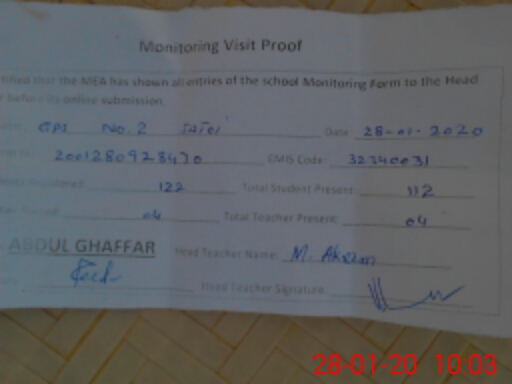 Monitoring Visit Proof
that the MEA has shown all entries of the school Monitoring Form to the Head
before its online submission.
GPS No. 2 Date 28-01-2020
EMIS Code: 32340031
Registered: 122 Total Student Present: 112
04 Total Teacher Present: 04
ABDUL GHAFFAR Head Teacher Name: M. Akram
Head Teacher Signature:
28-01-20 10:03